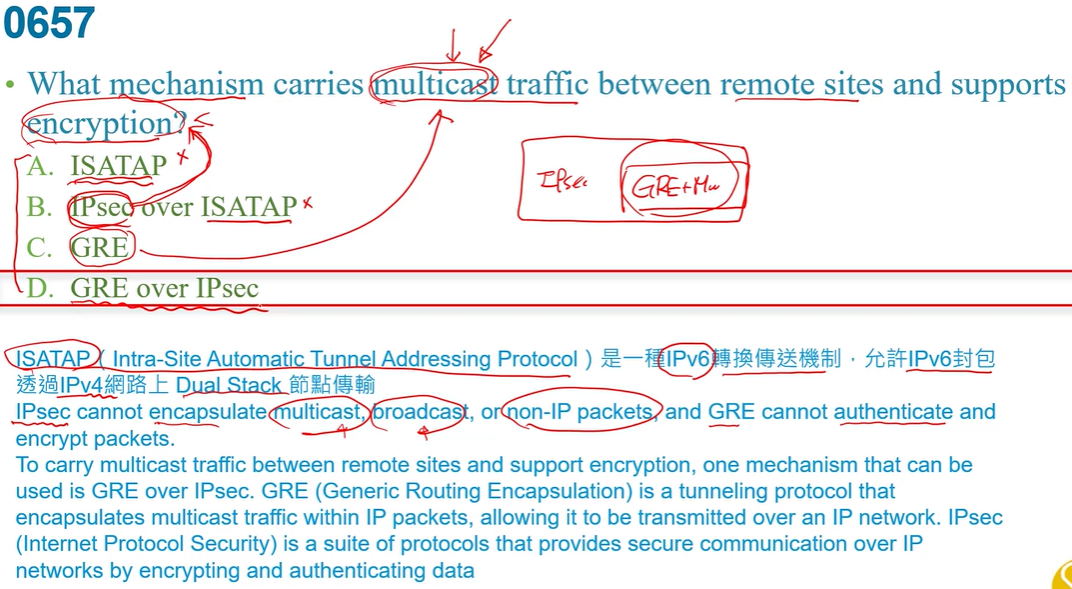 0657
• What mechanism carries multicast traffic between remote sites and supports
encryption?
A. ISATAP ×
B. IPsec over ISATAP ×
C. GRE
D. GRE over IPsec
IPsec
GRE+Mu
ISATAP（Intra-Site Automatic Tunnel Addressing Protocol）是一種IPv6轉換傳送機制，允許IPv6封包
透過IPv4網路上 Dual Stack 節點傳輸
IPsec cannot encapsulate multicast, broadcast, or non-IP packets, and GRE cannot authenticate and
encrypt packets.
To carry multicast traffic between remote sites and support encryption, one mechanism that can be
used is GRE over IPsec. GRE (Generic Routing Encapsulation) is a tunneling protocol that
encapsulates multicast traffic within IP packets, allowing it to be transmitted over an IP network. IPsec
(Internet Protocol Security) is a suite of protocols that provides secure communication over IP
networks by encrypting and authenticating data